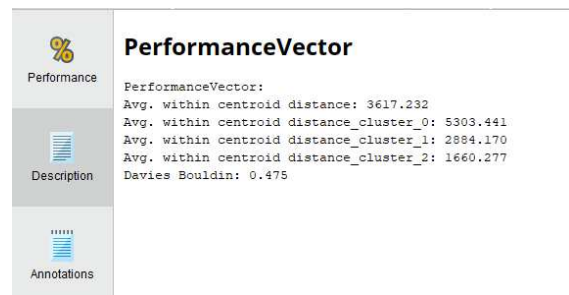 Performance
Description
Annotations
PerformanceVector
PerformanceVector:
Avg. within centroid distance: 3617.232
Avg. within centroid distance_cluster_0: 5303.441
Avg. within centroid distance_cluster_1: 2884.170
Avg. within centroid distance_cluster_2: 1660.277
Davies Bouldin: 0.475